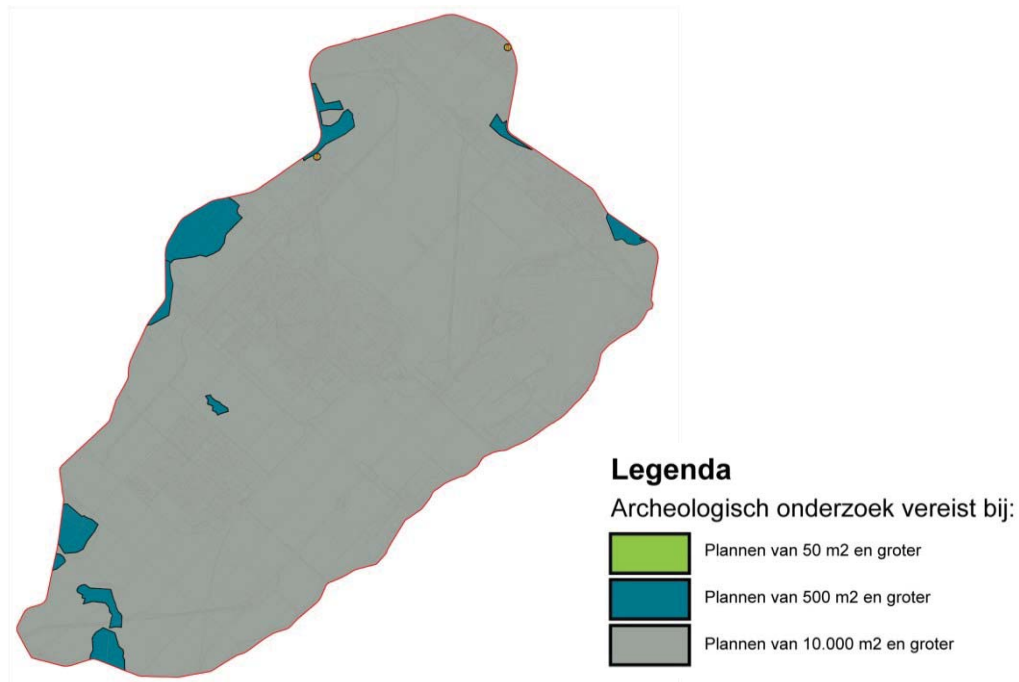 Legenda
Archeologisch onderzoek vereist bij:
Plannen van 50 m2 en groter
Plannen van 500 m2 en groter
Plannen van 10.000 m2 en groter